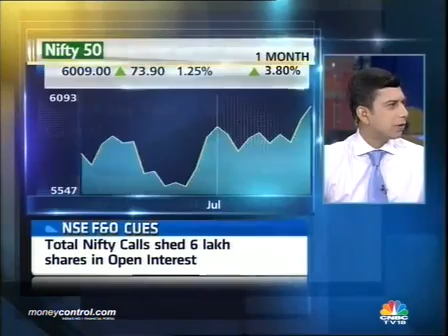 Nifty 50
1 MONTH
6009.00 73.90 1.25% 3.80%
6093
5547
Jul
NSE F&O CUES
Total Nifty Calls shed 6 lakh
shares in Open Interest
moneycontrol.com
CNBC
TV18